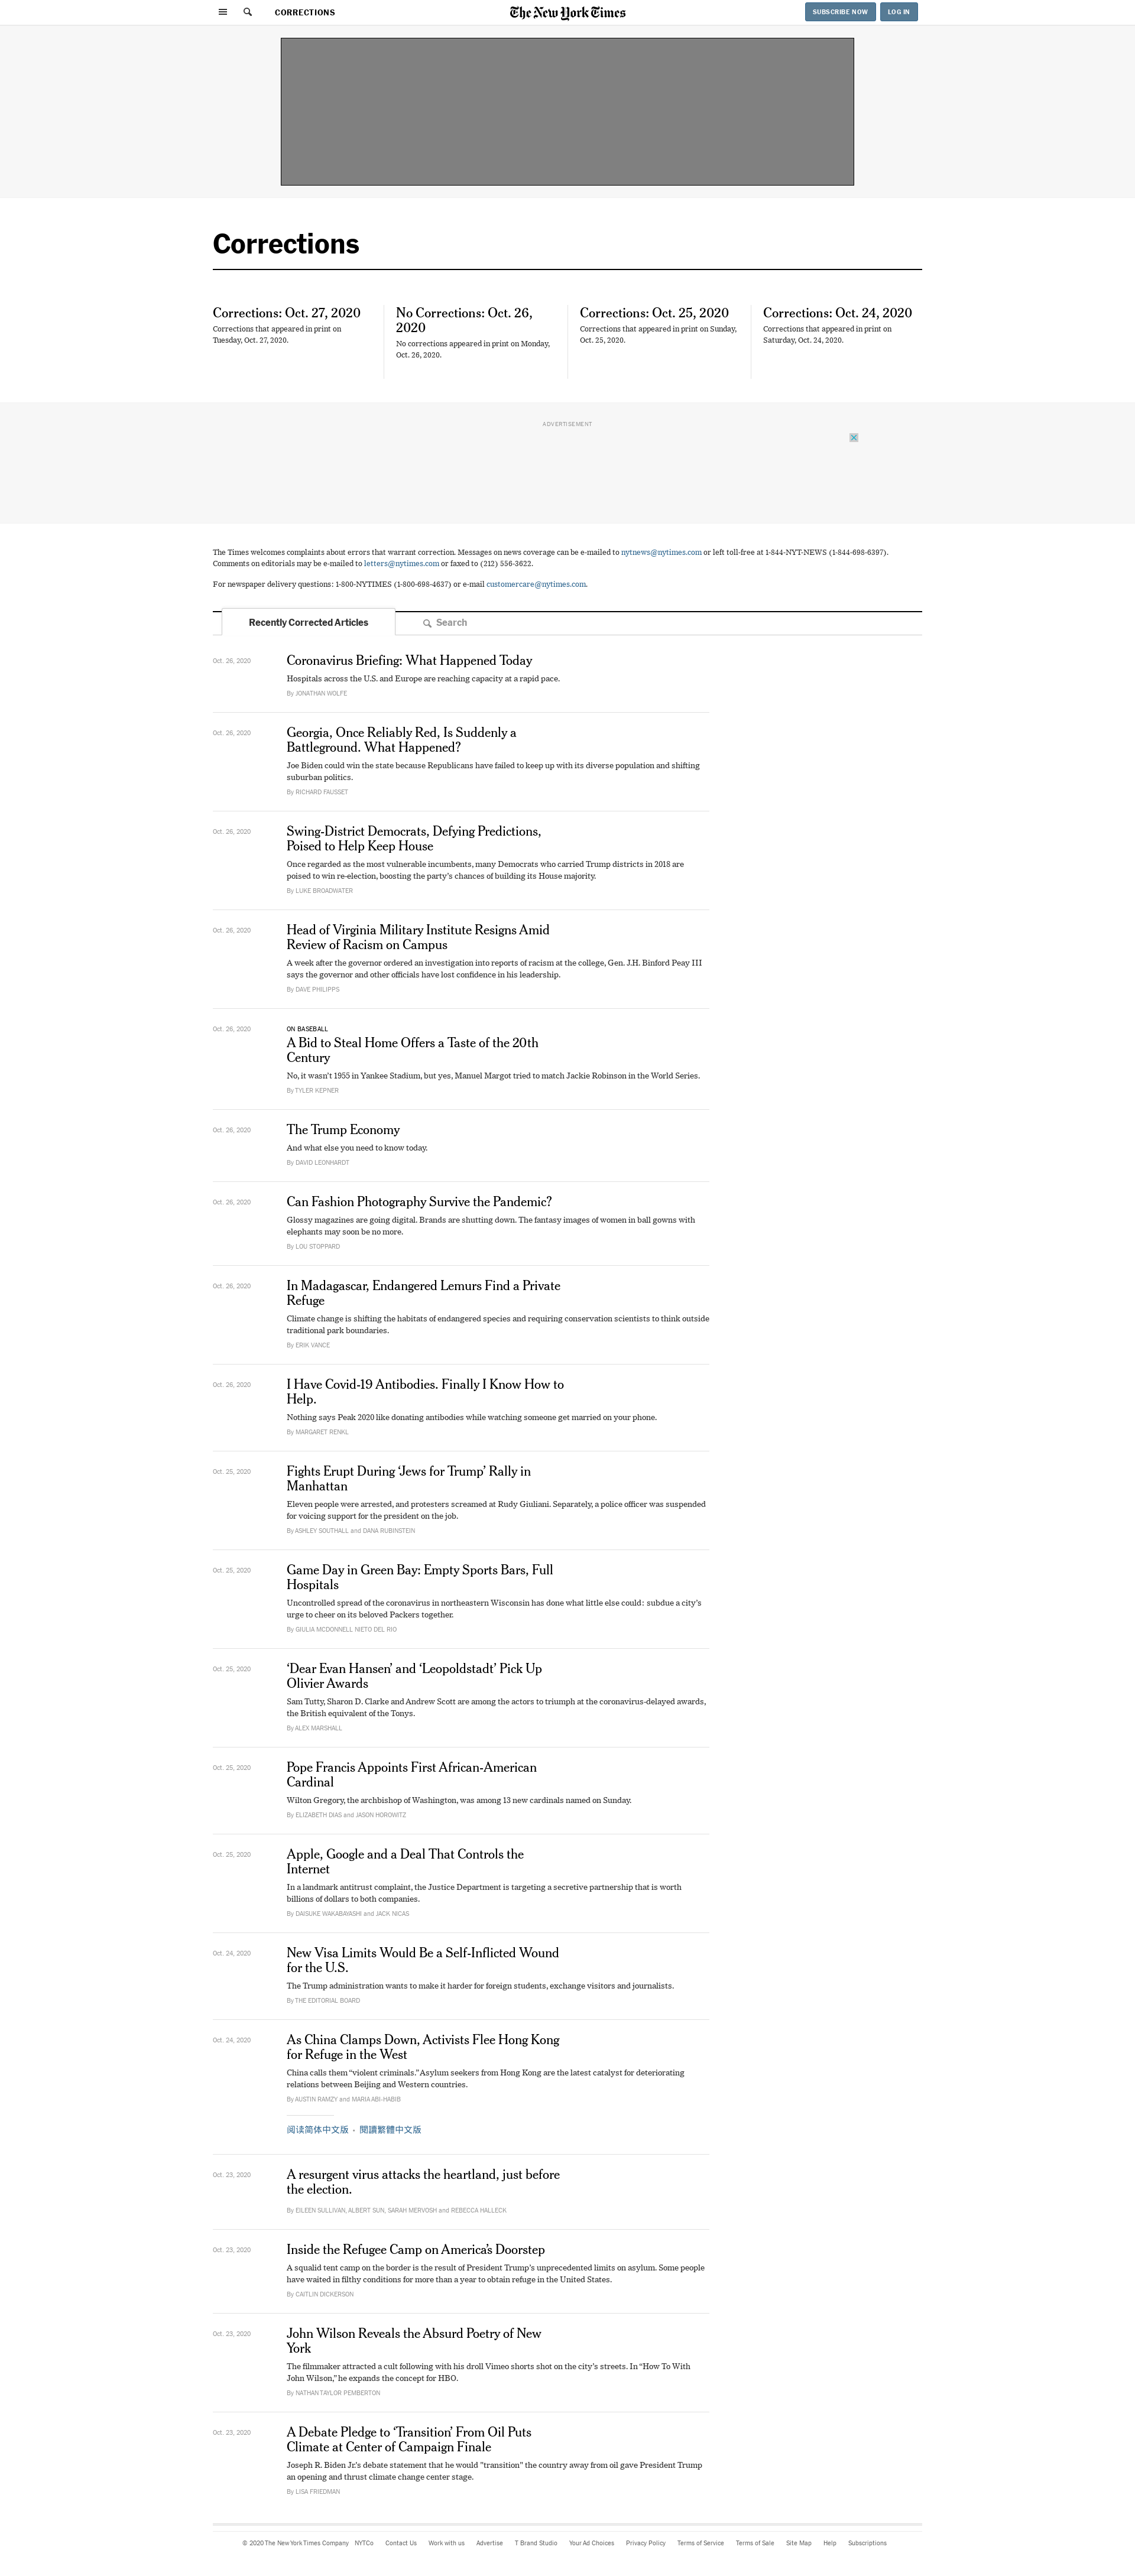 CORRECTIONS
The New York Times
SUBSCRIBE NOW
LOG IN
Corrections
Corrections: Oct. 27, 2020
Corrections that appeared in print on
Tuesday, Oct. 27, 2020.
No Corrections: Oct. 26,
2020
No corrections appeared in print on Monday,
Oct. 26, 2020.
Corrections: Oct. 25, 2020
Corrections that appeared in print on Sunday,
Oct. 25, 2020.
Corrections: Oct. 24, 2020
Corrections that appeared in print on
Saturday, Oct. 24, 2020.
ADVERTISEMENT
The Times welcomes complaints about errors that warrant correction. Messages on news coverage can be e-mailed to nytnews@nytimes.com or left toll-free at 1-844-NYT-NEWS (1-844-698-6397).
Comments on editorials may be e-mailed to letters@nytimes.com or faxed to (212) 556-3622.
For newspaper delivery questions: 1-800-NYTIMES (1-800-698-4637) or e-mail customercare@nytimes.com.
Recently Corrected Articles
Search
Oct. 26, 2020
Coronavirus Briefing: What Happened Today
Hospitals across the U.S. and Europe are reaching capacity at a rapid pace.
By JONATHAN WOLFE
Oct. 26, 2020
Georgia, Once Reliably Red, Is Suddenly a
Battleground. What Happened?
Joe Biden could win the state because Republicans have failed to keep up with its diverse population and shifting
suburban politics.
By RICHARD FAUSSET
Oct. 26, 2020
Swing-District Democrats, Defying Predictions,
Poised to Help Keep House
Once regarded as the most vulnerable incumbents, many Democrats who carried Trump districts in 2018 are
poised to win re-election, boosting the party’s chances of building its House majority.
By LUKE BROADWATER
Oct. 26, 2020
Head of Virginia Military Institute Resigns Amid
Review of Racism on Campus
A week after the governor ordered an investigation into reports of racism at the college, Gen. J.H. Binford Peay III
says the governor and other officials have lost confidence in his leadership.
By DAVE PHILIPPS
Oct. 26, 2020
ON BASEBALL
A Bid to Steal Home Offers a Taste of the 20th
Century
No, it wasn’t 1955 in Yankee Stadium, but yes, Manuel Margot tried to match Jackie Robinson in the World Series.
By TYLER KEPNER
Oct. 26, 2020
The Trump Economy
And what else you need to know today.
By DAVID LEONHARDT
Oct. 26, 2020
Can Fashion Photography Survive the Pandemic?
Glossy magazines are going digital. Brands are shutting down. The fantasy images of women in ball gowns with
elephants may soon be no more.
By LOU STOPPARD
Oct. 26, 2020
In Madagascar, Endangered Lemurs Find a Private
Refuge
Climate change is shifting the habitats of endangered species and requiring conservation scientists to think outside
traditional park boundaries.
By ERIK VANCE
Oct. 26, 2020
I Have Covid-19 Antibodies. Finally I Know How to
Help.
Nothing says Peak 2020 like donating antibodies while watching someone get married on your phone.
By MARGARET RENKL
Oct. 25, 2020
Fights Erupt During ‘Jews for Trump’ Rally in
Manhattan
Eleven people were arrested, and protesters screamed at Rudy Giuliani. Separately, a police officer was suspended
for voicing support for the president on the job.
By ASHLEY SOUTHALL and DANA RUBINSTEIN
Oct. 25, 2020
Game Day in Green Bay: Empty Sports Bars, Full
Hospitals
Uncontrolled spread of the coronavirus in northeastern Wisconsin has done what little else could: subdue a city’s
urge to cheer on its beloved Packers together.
By GIULIA MCDONNELL NIETO DEL RIO
Oct. 25, 2020
‘Dear Evan Hansen’ and ‘Leopoldstadt’ Pick Up
Olivier Awards
Sam Tutty, Sharon D. Clarke and Andrew Scott are among the actors to triumph at the coronavirus-delayed awards,
the British equivalent of the Tonys.
By ALEX MARSHALL
Oct. 25, 2020
Pope Francis Appoints First African-American
Cardinal
Wilton Gregory, the archbishop of Washington, was among 13 new cardinals named on Sunday.
By ELIZABETH DIAS and JASON HOROWITZ
Oct. 25, 2020
Apple, Google and a Deal That Controls the
Internet
In a landmark antitrust complaint, the Justice Department is targeting a secretive partnership that is worth
billions of dollars to both companies.
By DAISUKE WAKABAYASHI and JACK NICAS
Oct. 24, 2020
New Visa Limits Would Be a Self-Inflicted Wound
for the U.S.
The Trump administration wants to make it harder for foreign students, exchange visitors and journalists.
By THE EDITORIAL BOARD
Oct. 24, 2020
As China Clamps Down, Activists Flee Hong Kong
for Refuge in the West
China calls them “violent criminals.” Asylum seekers from Hong Kong are the latest catalyst for deteriorating
relations between Beijing and Western countries.
By AUSTIN RAMZY and MARIA ABI-HABIB
阅读简体中文版 · 閱讀繁體中文版
Oct. 23, 2020
A resurgent virus attacks the heartland, just before
the election.
By EILEEN SULLIVAN, ALBERT SUN, SARAH MERVOSH and REBECCA HALLECK
Oct. 23, 2020
Inside the Refugee Camp on America’s Doorstep
A squalid tent camp on the border is the result of President Trump’s unprecedented limits on asylum. Some people
have waited in filthy conditions for more than a year to obtain refuge in the United States.
By CAITLIN DICKERSON
Oct. 23, 2020
John Wilson Reveals the Absurd Poetry of New
York
The filmmaker attracted a cult following with his droll Vimeo shorts shot on the city’s streets. In “How To With
John Wilson,” he expands the concept for HBO.
By NATHAN TAYLOR PEMBERTON
Oct. 23, 2020
A Debate Pledge to ‘Transition’ From Oil Puts
Climate at Center of Campaign Finale
Joseph R. Biden Jr.'s debate statement that he would "transition" the country away from oil gave President Trump
an opening and thrust climate change center stage.
By LISA FRIEDMAN
© 2020 The New York Times Company NYTCo Contact Us Work with us Advertise T Brand Studio Your Ad Choices Privacy Policy Terms of Service Terms of Sale Site Map Help Subscriptions